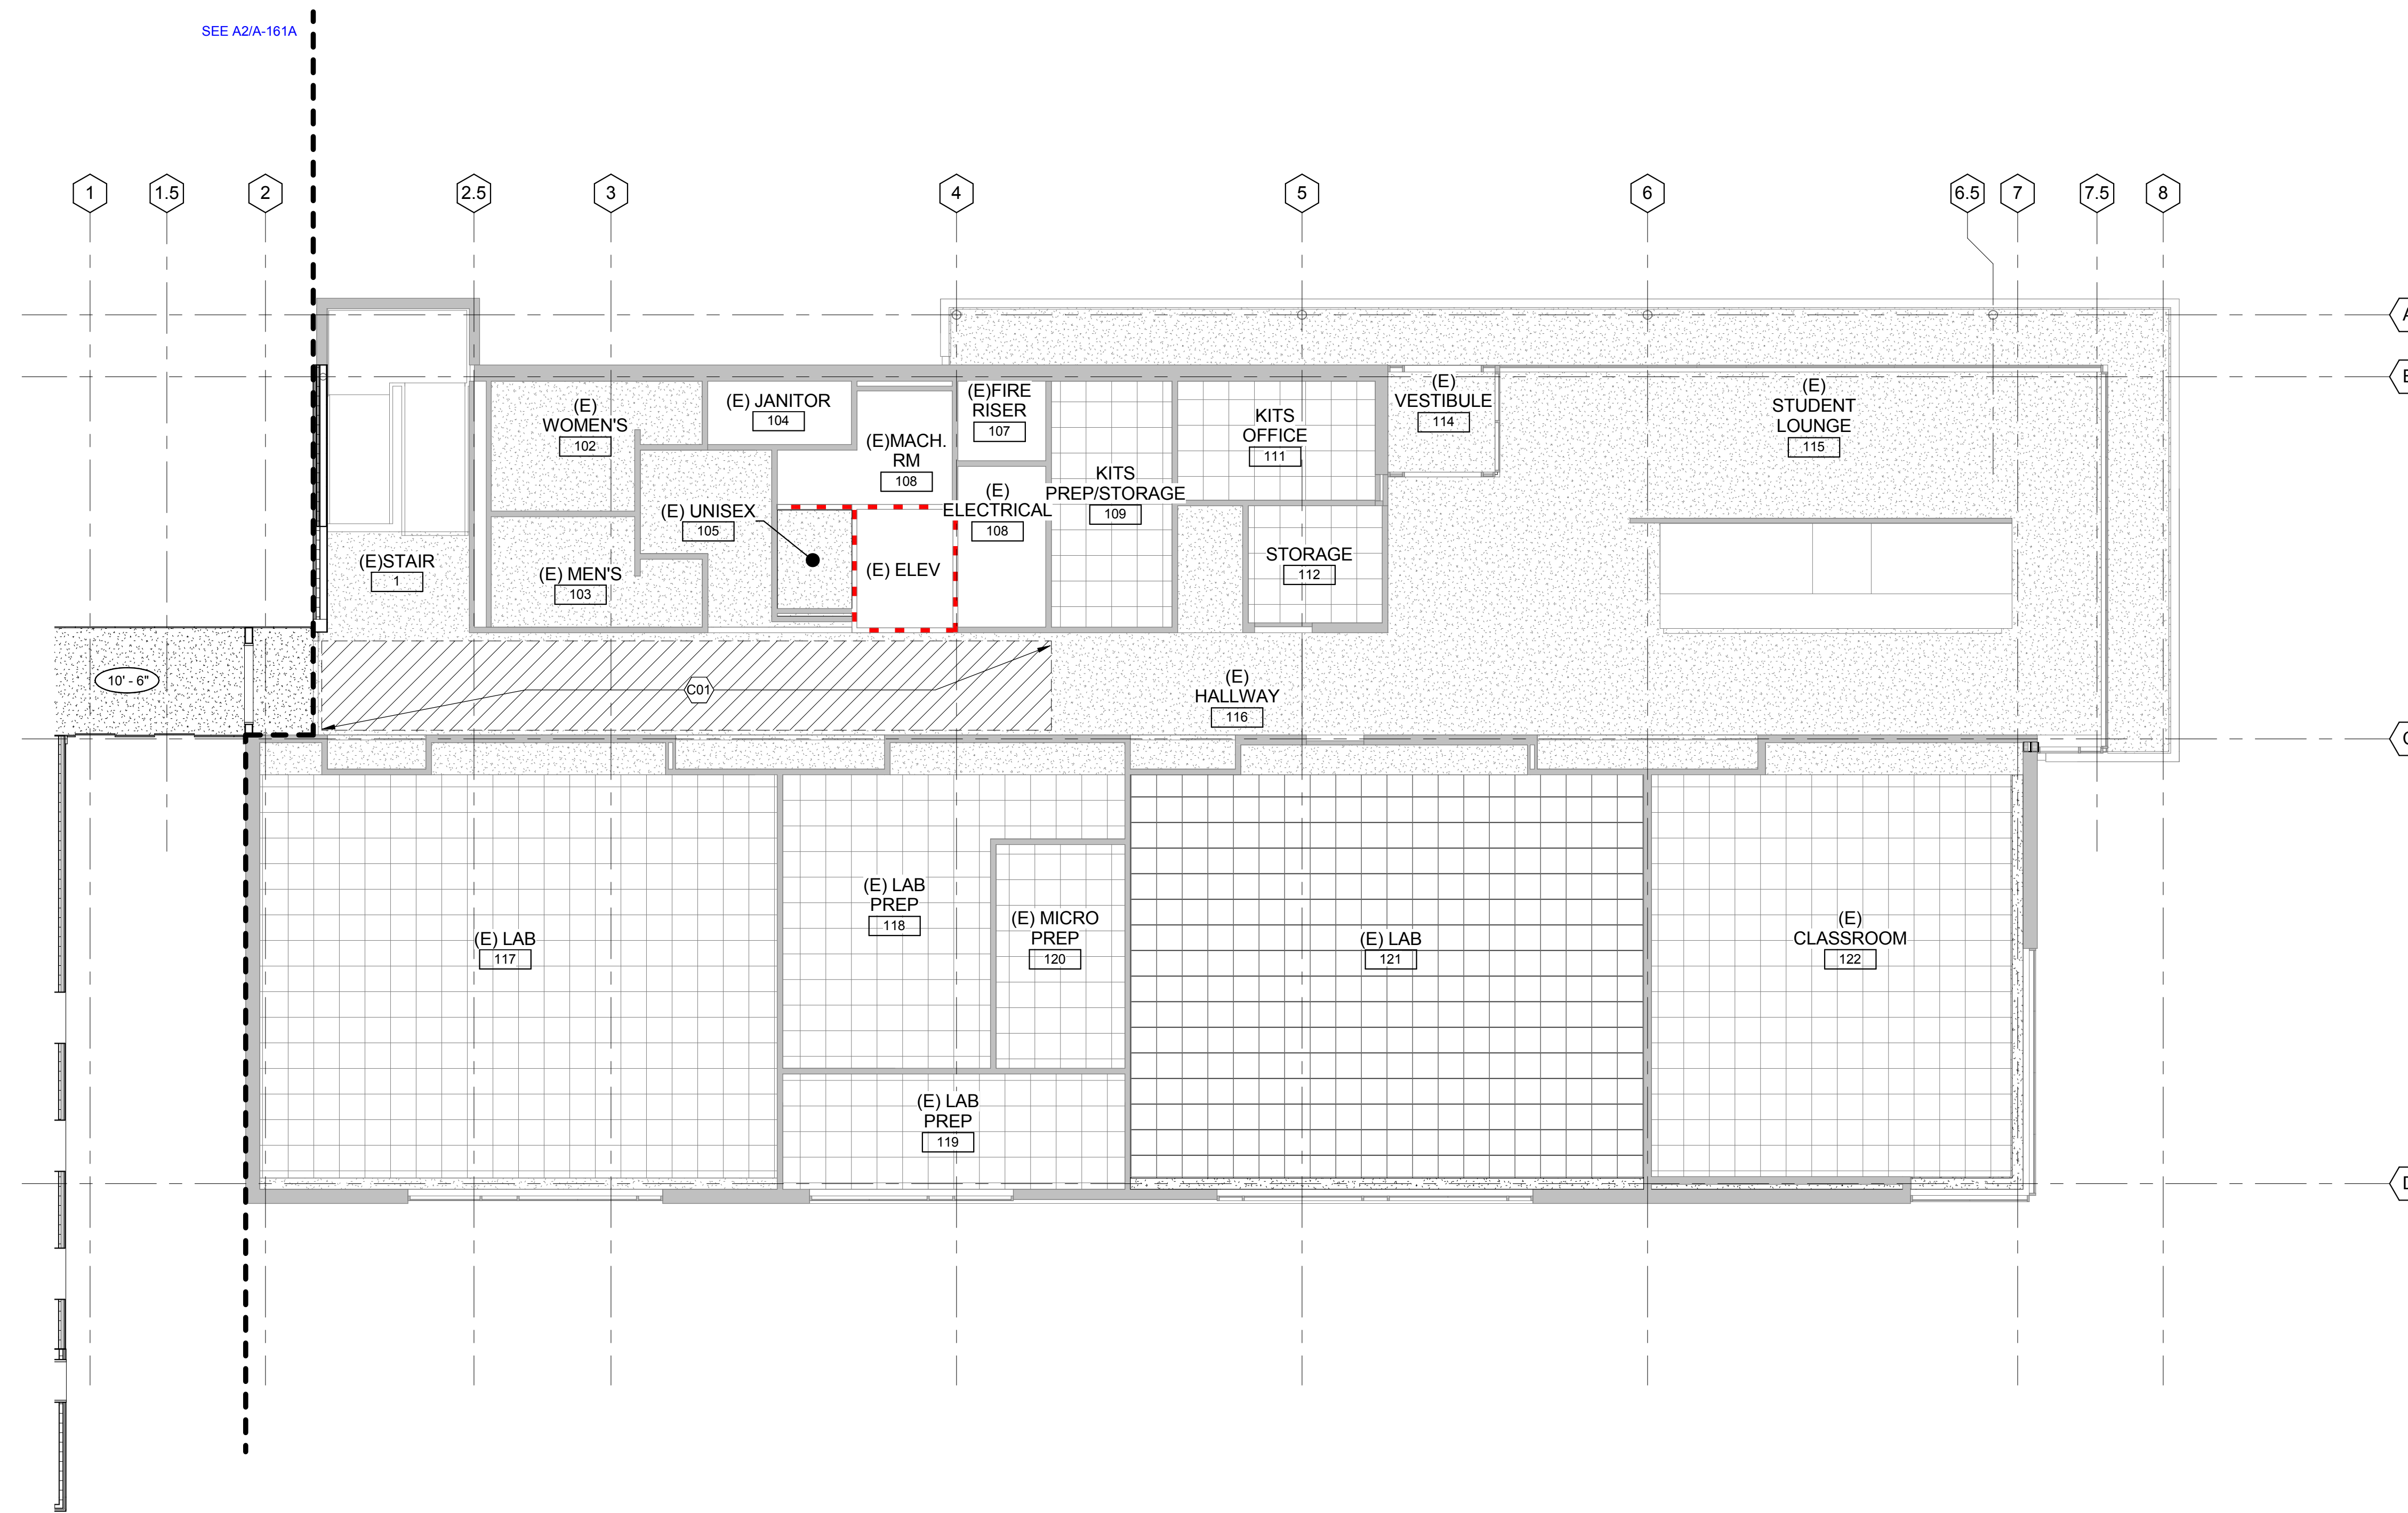 SEE A2/A-161A
1
1.5
2
2.5
3
4
5
6
6.5
7
7.5
8
A
B
(E)
WOMEN'S
102
(E) JANITOR
104
(E)MACH.
RM
108
(E)FIRE
RISER
107
KITS
OFFICE
111
(E)
VESTIBULE
114
(E)
STUDENT
LOUNGE
115
KITS
PREP/STORAGE
109
(E)
ELECTRICAL
108
(E) UNISEX
105
(E)STAIR
1
(E) MEN'S
103
(E) ELEV
STORAGE
112
10' - 6"
C01
(E)
HALLWAY
116
C
(E) LAB
117
(E) LAB
PREP
118
(E) MICRO
PREP
120
(E) LAB
121
(E)
CLASSROOM
122
(E) LAB
PREP
119
D